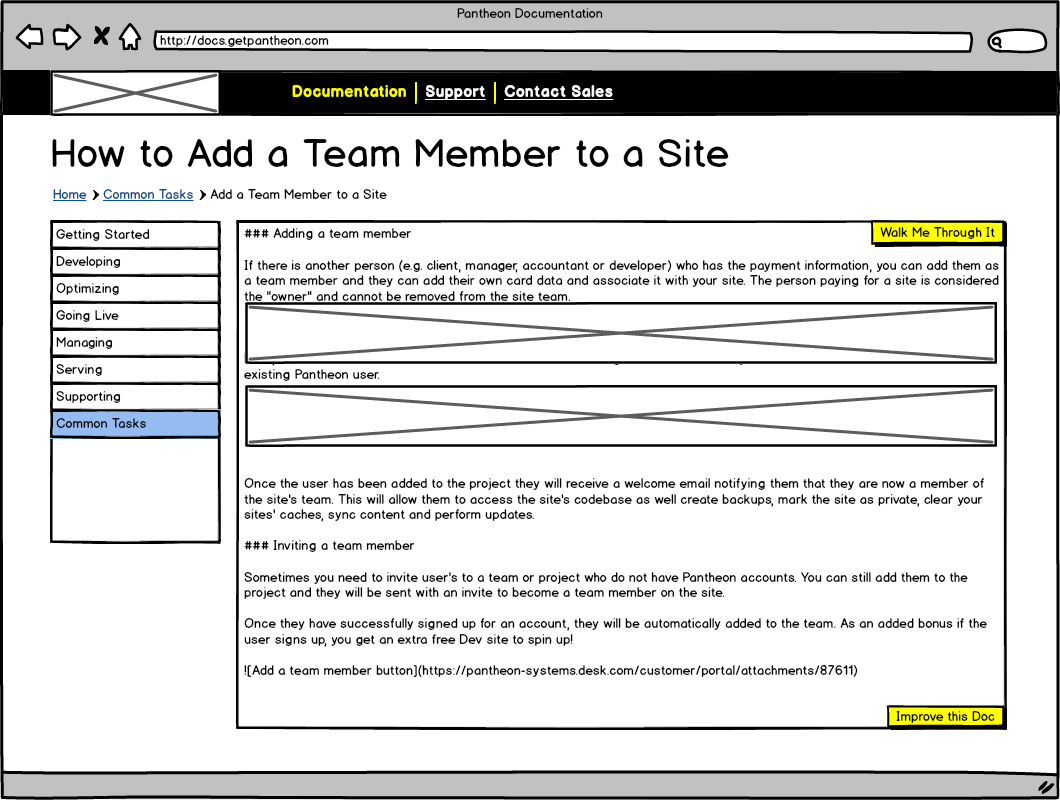 Pantheon Documentation
http://docs.getpantheon.com
Documentation Support Contact Sales
How to Add a Team Member to a Site
Home Common Tasks Add a Team Member to a Site
Getting Started
Developing
Optimizing
Going Live
Managing
Serving
Supporting
Common Tasks
### Adding a team member
Walk Me Through It
If there is another person (e.g. client, manager, accountant or developer) who has the payment information, you can add them as
a team member and they can add their own card data and associate it with your site. The person paying for a site is considered
the "owner" and cannot be removed from the site team.
existing Pantheon user.
Once the user has been added to the project they will receive a welcome email notifying them that they are now a member of
the site's team. This will allow them to access the site's codebase as well create backups, mark the site as private, clear your
sites' caches, sync content and perform updates.
### Inviting a team member
Sometimes you need to invite user's to a team or project who do not have Pantheon accounts. You can still add them to the
project and they will be sent with an invite to become a team member on the site.
Once they have successfully signed up for an account, they will be automatically added to the team. As an added bonus if the
user signs up, you get an extra free Dev site to spin up!
![Add a team member button](https://pantheon-systems.desk.com/customer/portal/attachments/87611)
Improve this Doc